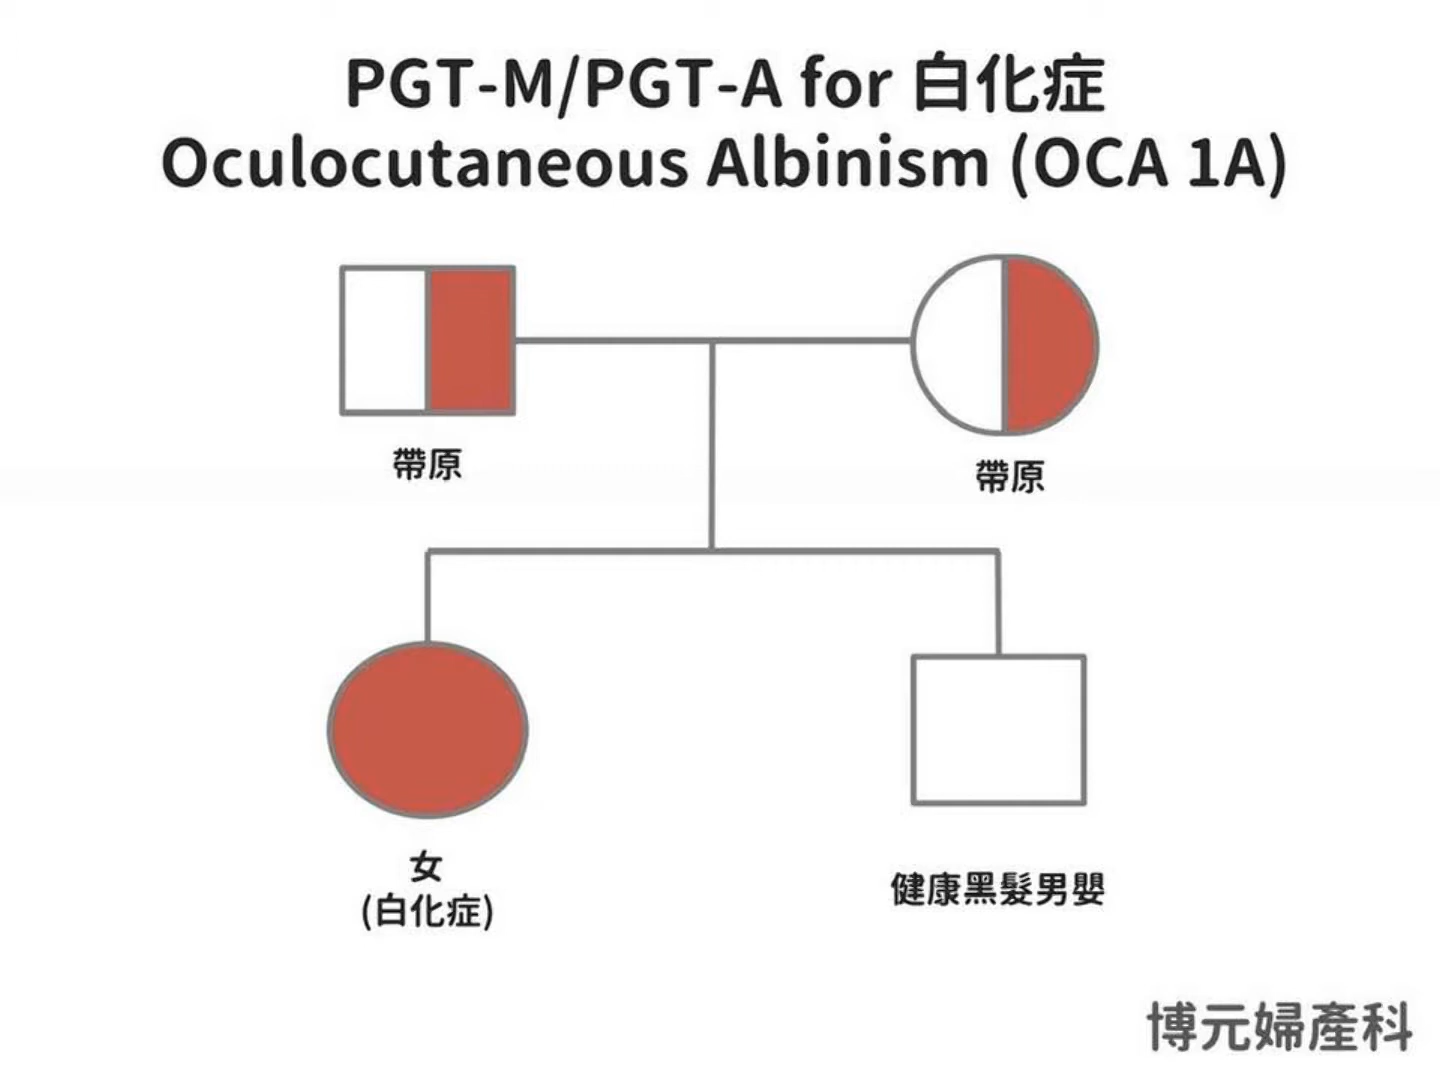 PGT-M/PGT-A for 白化症
Oculocutaneous Albinism (OCA 1A)
帶原
帶原
女
(白化症)
健康黑髮男嬰
博元婦產科